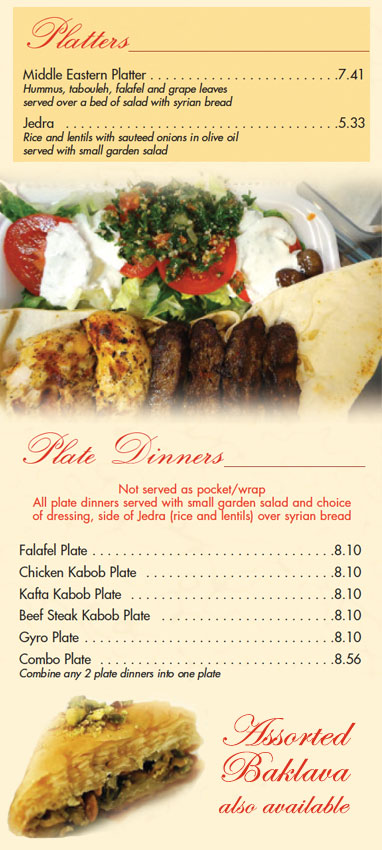 Platters
Middle Eastern Platter . . . . . . . . . . . . . . . . . . . . . . . .7.41
Hummus, tabouleh, falafel and grape leaves
served over a bed of salad with syrian bread
Jedra . . . . . . . . . . . . . . . . . . . . . . . . . . . . . . . . . . .5.33
Rice and lentils with sauteed onions in olive oil
served with small garden salad
Plate Dinners
Not served as pocket/wrap
All plate dinners served with small garden salad and choice
of dressing, side of Jedra (rice and lentils) over syrian bread
Falafel Plate . . . . . . . . . . . . . . . . . . . . . . . . . . . . . . .8.10
Chicken Kabob Plate . . . . . . . . . . . . . . . . . . . . . . . .8.10
Kafta Kabob Plate . . . . . . . . . . . . . . . . . . . . . . . . . .8.10
Beef Steak Kabob Plate . . . . . . . . . . . . . . . . . . . . . .8.10
Gyro Plate . . . . . . . . . . . . . . . . . . . . . . . . . . . . . . . .8.10
Combo Plate . . . . . . . . . . . . . . . . . . . . . . . . . . . . . .8.56
Combine any 2 plate dinners into one plate
Assorted
Baklava
also available